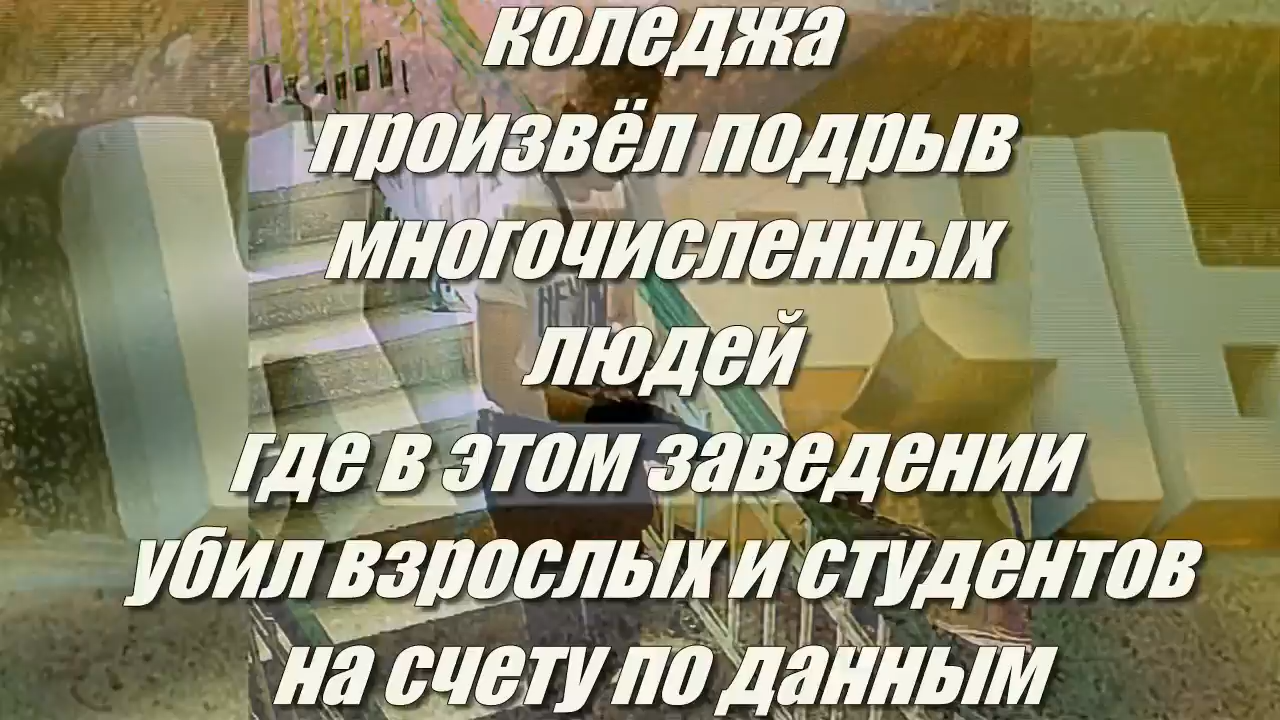 коледжа
произвёл подрыв
многочисленных
людей
где в этом заведении
убил взрослых и студентов
на счету по данным